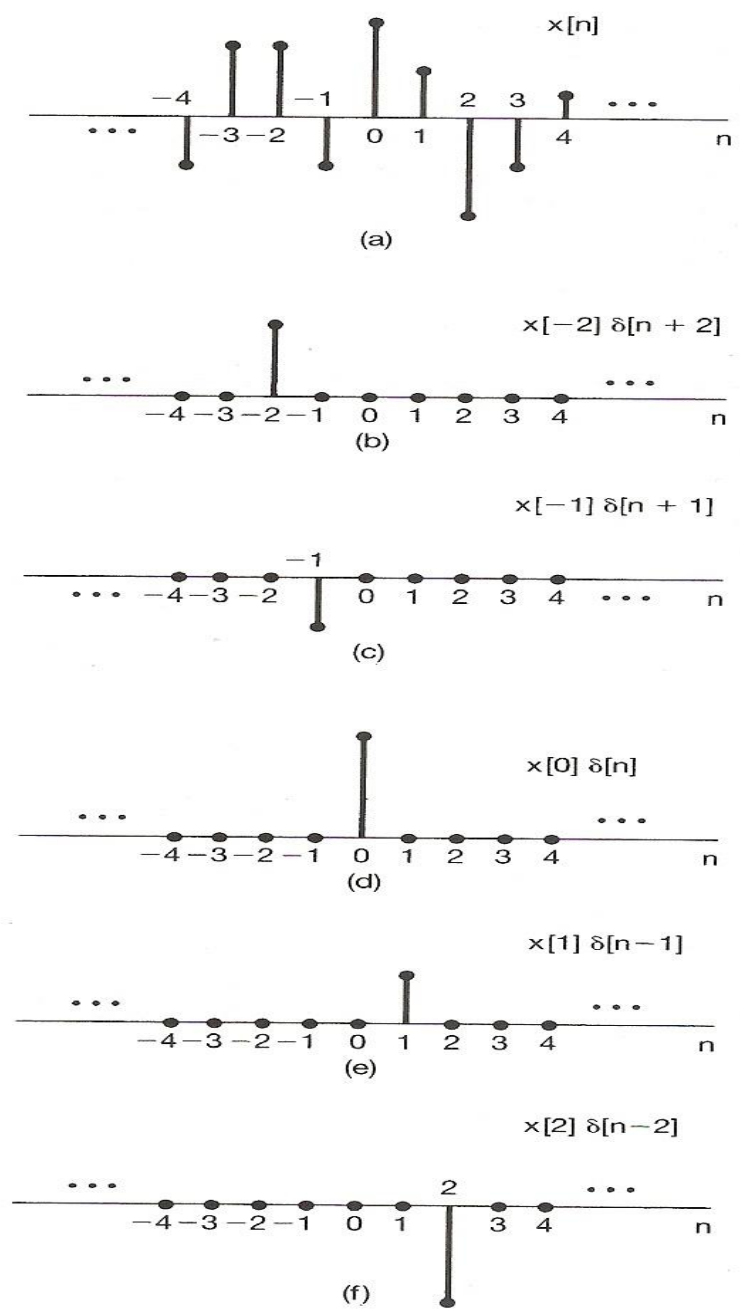 x[n]
−4 −1 2 3 ...
... −3 −2 0 1 4 n
(a)
x[−2] δ[n + 2]
... ...
−4 −3 −2 −1 0 1 2 3 4 n
(b)
x[−1] δ[n + 1]
−1
... −4 −3 −2 0 1 2 3 4 ... n
(c)
x[0] δ[n]
... ...
−4 −3 −2 −1 0 1 2 3 4 n
(d)
x[1] δ[n−1]
... ...
−4 −3 −2 −1 0 1 2 3 4 n
(e)
x[2] δ[n−2]
... 2 ...
−4 −3 −2 −1 0 1 3 4 n
(f)